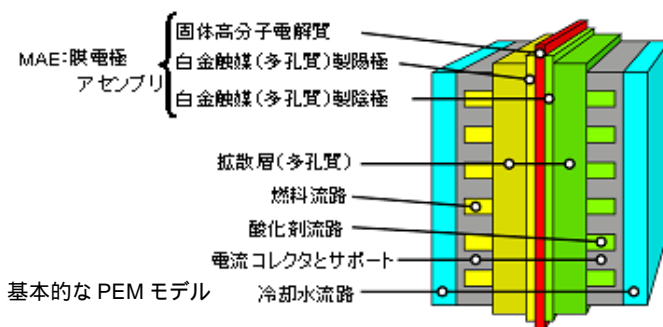 固体高分子電解質
MAE:膜電極
アセンブリ
白金触媒(多孔質)製陽極
白金触媒(多孔質)製陰極
拡散層(多孔質)
燃料流路
酸化剤流路
電流コレクタとサポート
基本的な PEM モデル
冷却水流路